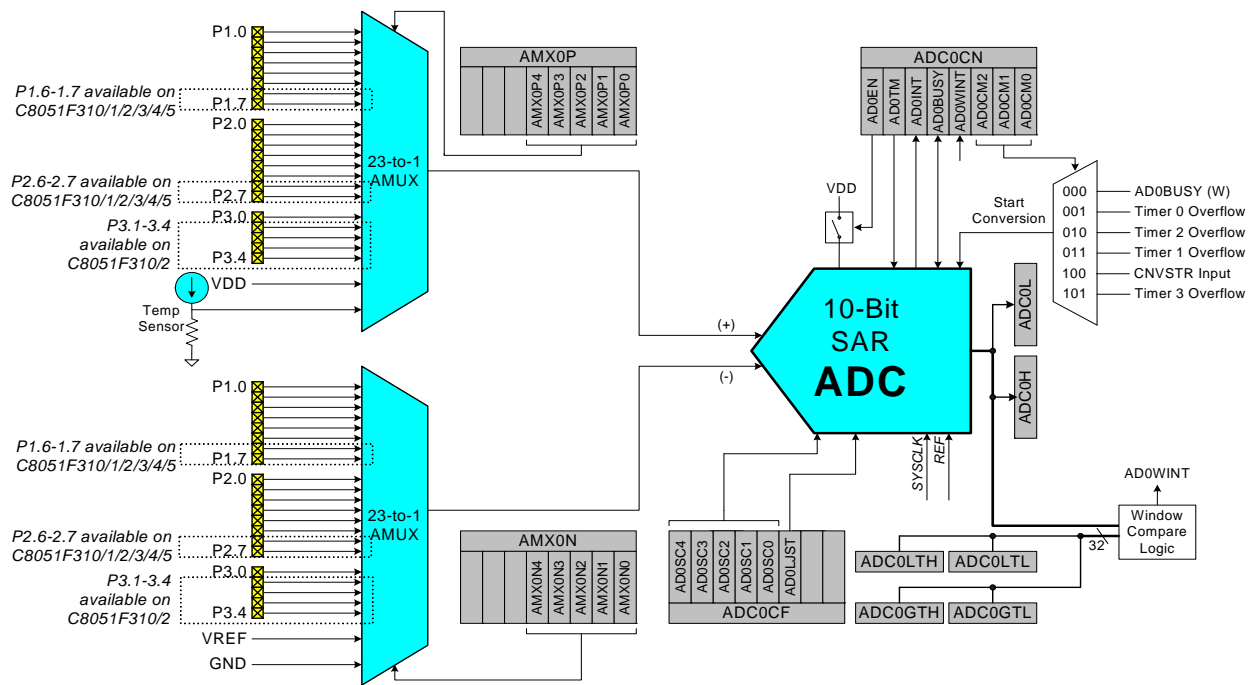 P1.0
P1.6-1.7 available on
C8051F310/1/2/3/4/5
P1.7
P2.0
P2.6-2.7 available on
C8051F310/1/2/3/4/5
P2.7
P3.0
P3.1-3.4
available on
C8051F310/2
P3.4
VDD
Temp
Sensor
23-to-1
AMUX
AMX0P
AMX0P4
AMX0P3
AMX0P2
AMX0P1
AMX0P0
ADC0CN
AD0EN
AD0TM
AD0INT
AD0BUSY
AD0WINT
AD0CM2
AD0CM1
AD0CM0
VDD
Start
Conversion
000
AD0BUSY (W)
001
Timer 0 Overflow
010
Timer 2 Overflow
011
Timer 1 Overflow
100
CNVSTR Input
101
Timer 3 Overflow
(+)
(-)
10-Bit
SAR
ADC
ADC0L
ADC0H
SYSCLK
REF
P1.0
P1.6-1.7 available on
C8051F310/1/2/3/4/5
P1.7
P2.0
P2.6-2.7 available on
C8051F310/1/2/3/4/5
P2.7
P3.0
P3.1-3.4
available on
C8051F310/2
P3.4
VREF
GND
23-to-1
AMUX
AMX0N
AMX0N4
AMX0N3
AMX0N2
AMX0N1
AMX0N0
AD0SC4
AD0SC3
AD0SC2
AD0SC1
AD0SC0
AD0LJST
ADC0CF
AD0WINT
Window
Compare
Logic
32
ADC0LTH
ADC0LTL
ADC0GTH
ADC0GTL